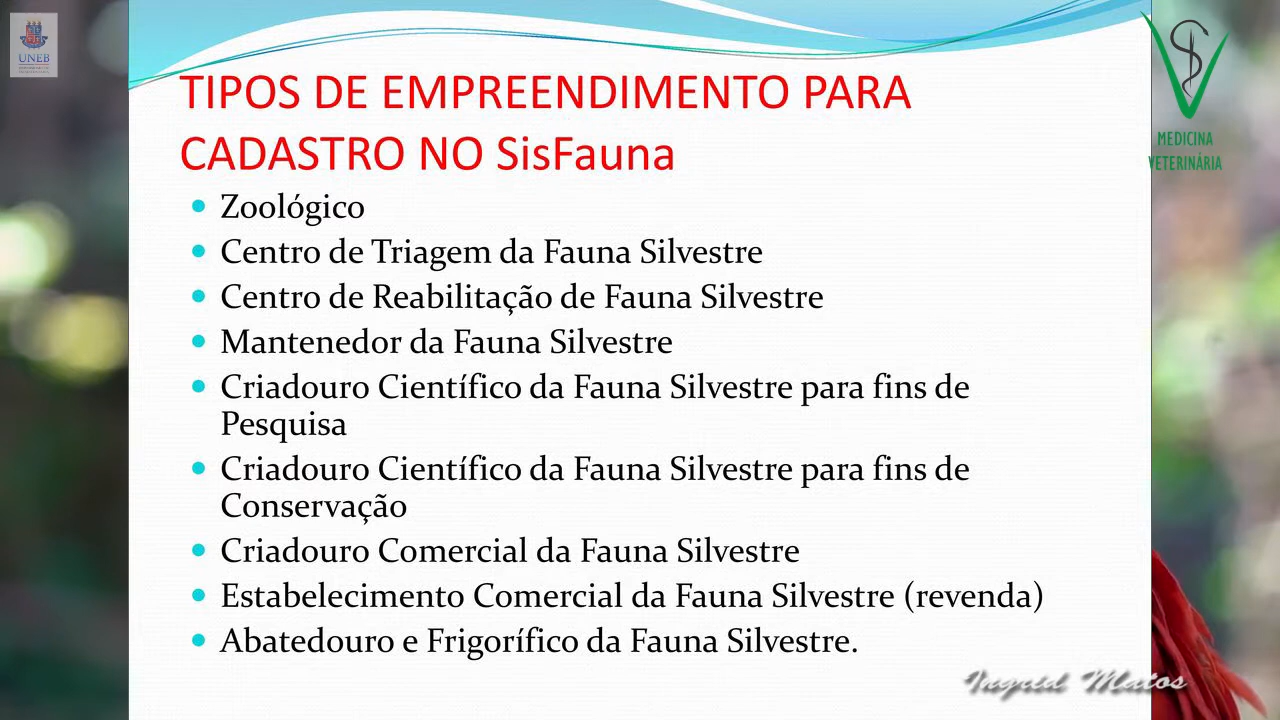 UNEB
TIPOS DE EMPREENDIMENTO PARA
CADASTRO NO SisFauna
MEDICINA
VETERINÁRIA
Zoológico
Centro de Triagem da Fauna Silvestre
Centro de Reabilitação de Fauna Silvestre
Mantenedor da Fauna Silvestre
Criadouro Científico da Fauna Silvestre para fins de
Pesquisa
Criadouro Científico da Fauna Silvestre para fins de
Conservação
Criadouro Comercial da Fauna Silvestre
Estabelecimento Comercial da Fauna Silvestre (revenda)
Abatedouro e Frigorífico da Fauna Silvestre.
Ingrid Matos